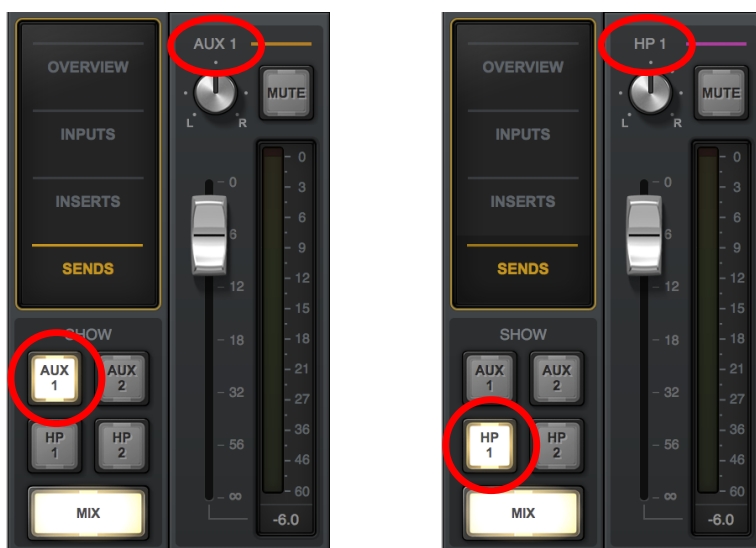 OVERVIEW
INPUTS
INSERTS
SENDS
SHOW
AUX
1
AUX
2
HP
1
HP
2
MIX
AUX 1
L R
MUTE
0
6
12
18
32
56
∞
0
3
6
9
12
15
18
21
27
36
46
60
-6.0
OVERVIEW
INPUTS
INSERTS
SENDS
SHOW
AUX
1
AUX
2
HP
1
HP
2
MIX
HP 1
L R
MUTE
0
6
12
18
32
56
∞
0
3
6
9
12
15
18
21
27
36
46
60
-6.0